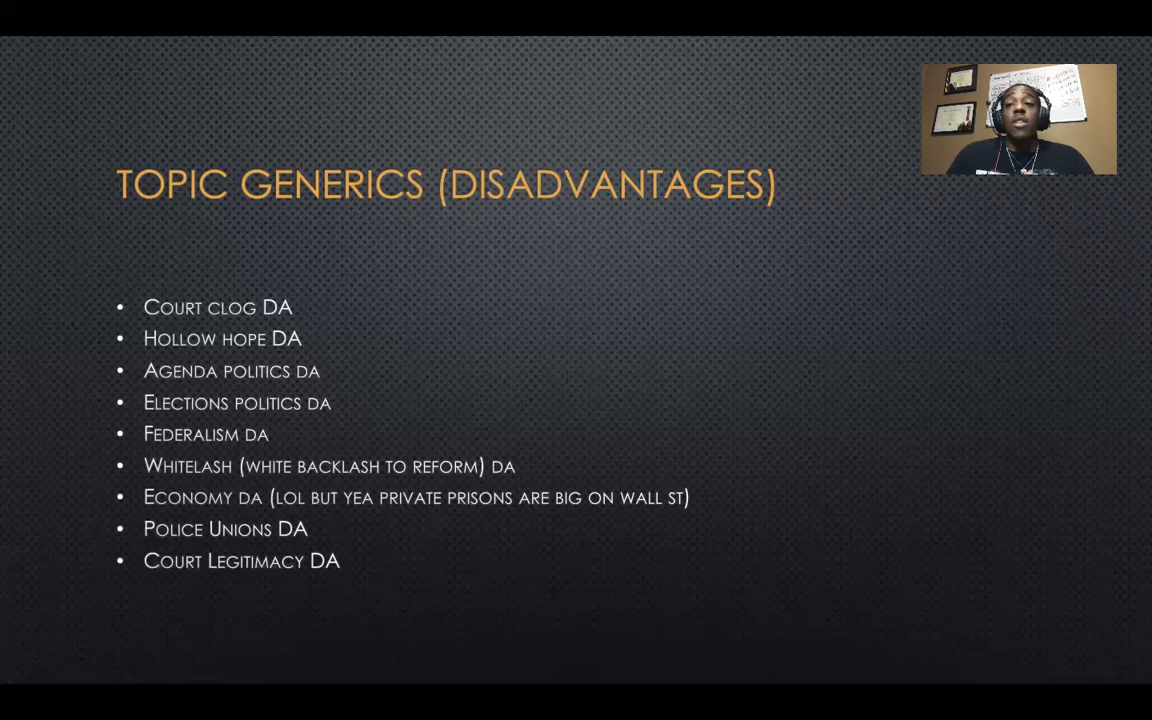 TOPIC GENERICS (DISADVANTAGES)
• COURT CLOG DA
• HOLLOW HOPE DA
• AGENDA POLITICS DA
• ELECTIONS POLITICS DA
• FEDERALISM DA
• WHITELASH (WHITE BACKLASH TO REFORM) DA
• ECONOMY DA (LOL BUT YEA PRIVATE PRISONS ARE BIG ON WALL ST)
• POLICE UNIONS DA
• COURT LEGITIMACY DA